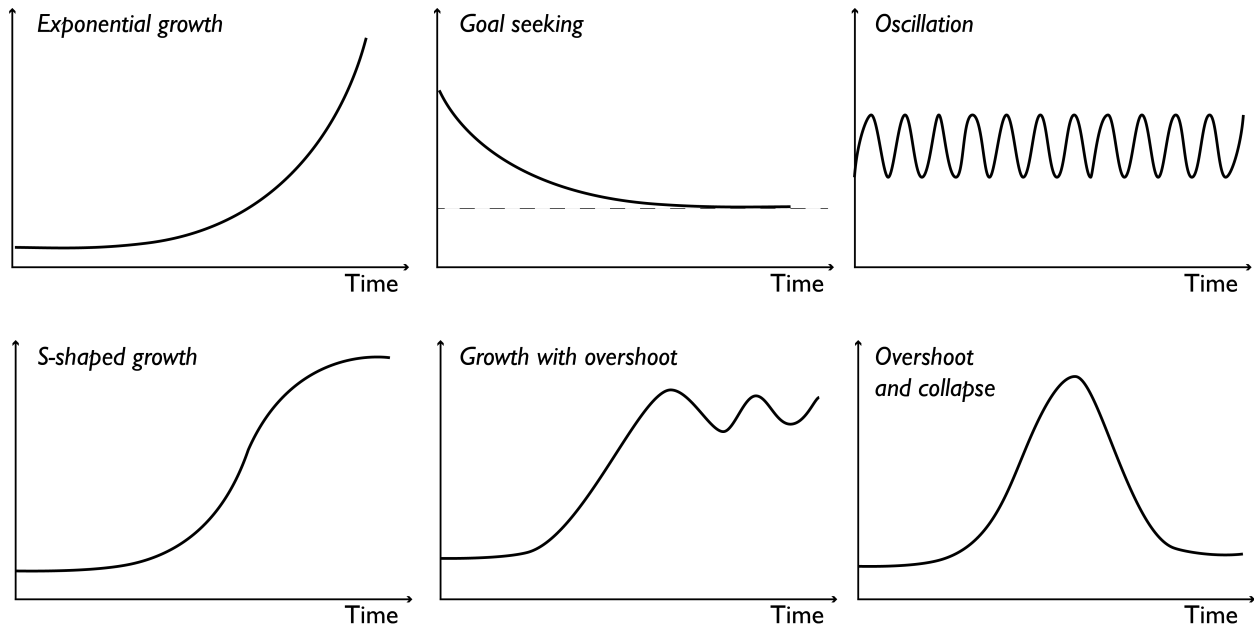 Exponential growth
Goal seeking
Oscillation
Time
Time
Time
S-shaped growth
Growth with overshoot
Overshoot
and collapse
Time
Time
Time